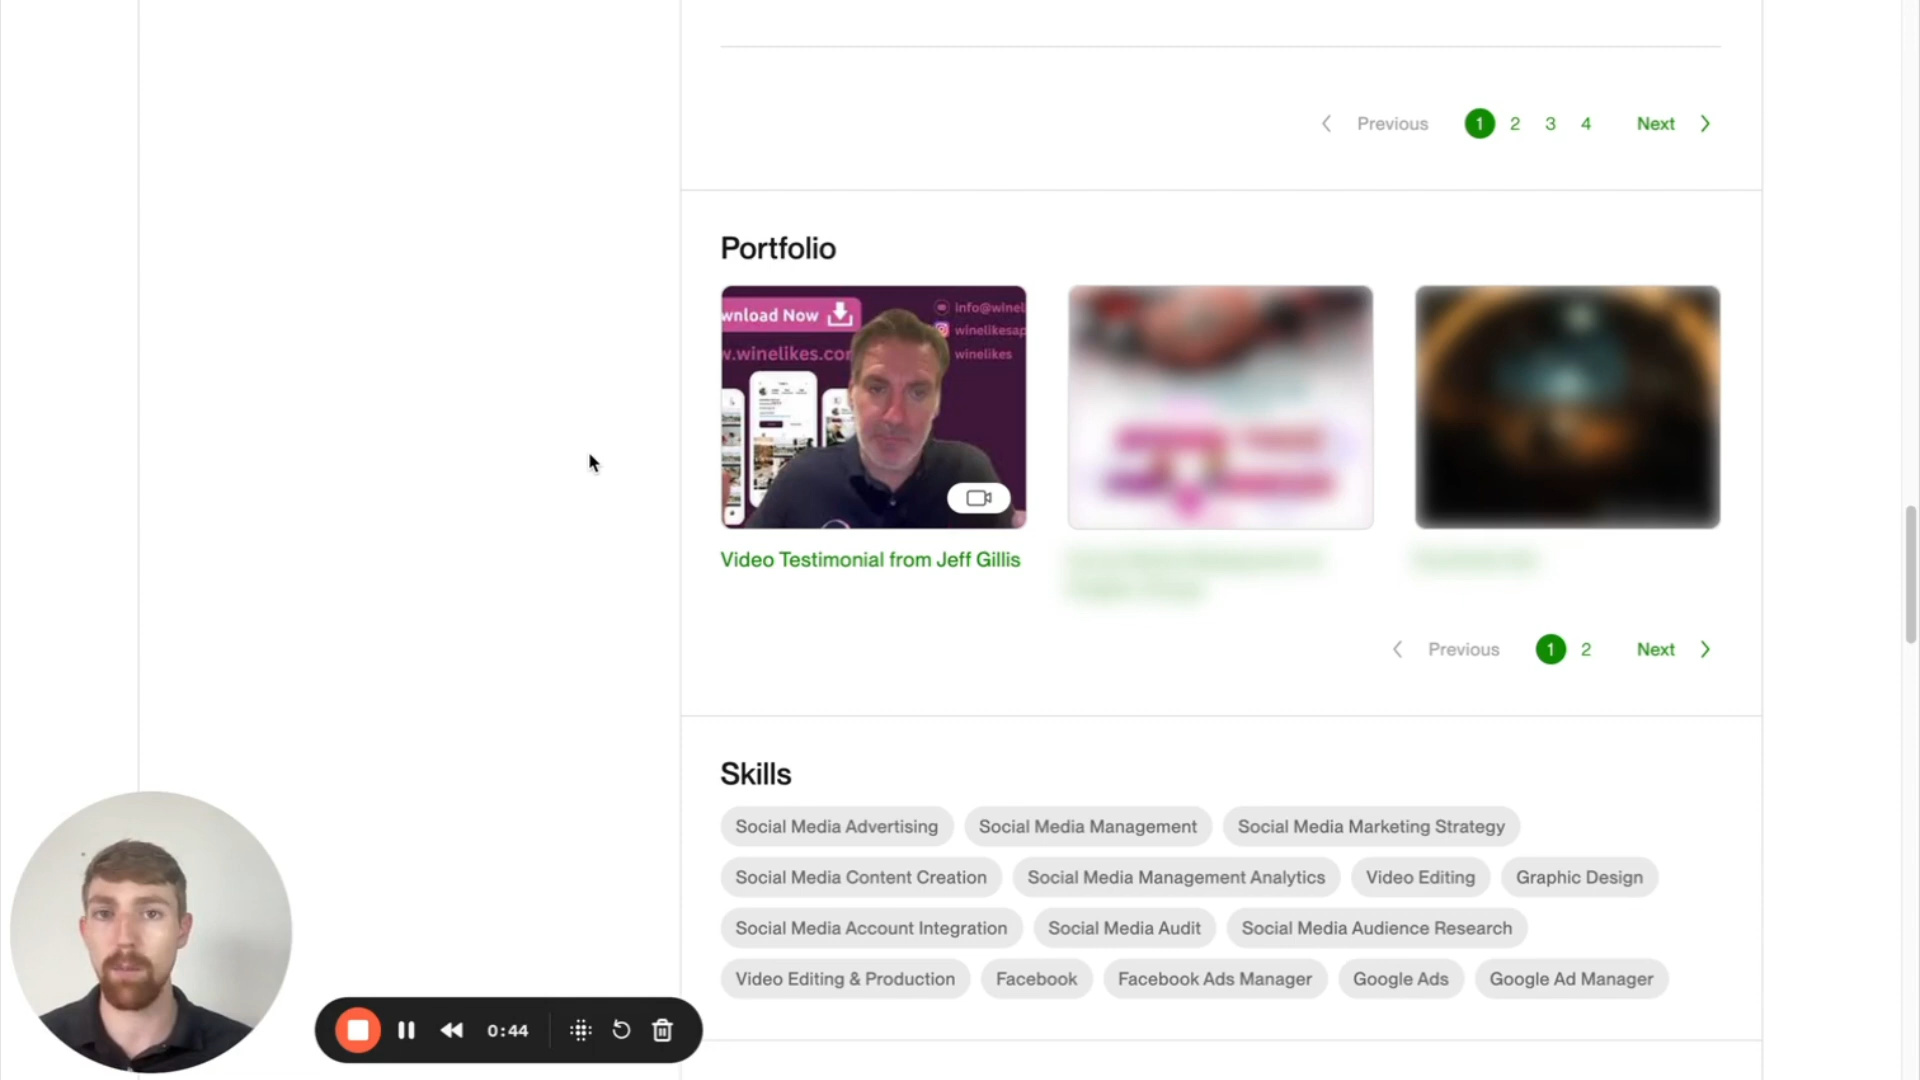 Previous 1 2 3 4 Next
Portfolio
wnload Now
info@winel
winelikesap
w.winelikes.cor
winelikes
Video Testimonial from Jeff Gillis
Previous 1 2 Next
Skills
Social Media Advertising Social Media Management Social Media Marketing Strategy
Social Media Content Creation Social Media Management Analytics Video Editing Graphic Design
Social Media Account Integration Social Media Audit Social Media Audience Research
Video Editing & Production Facebook Facebook Ads Manager Google Ads Google Ad Manager
0:44